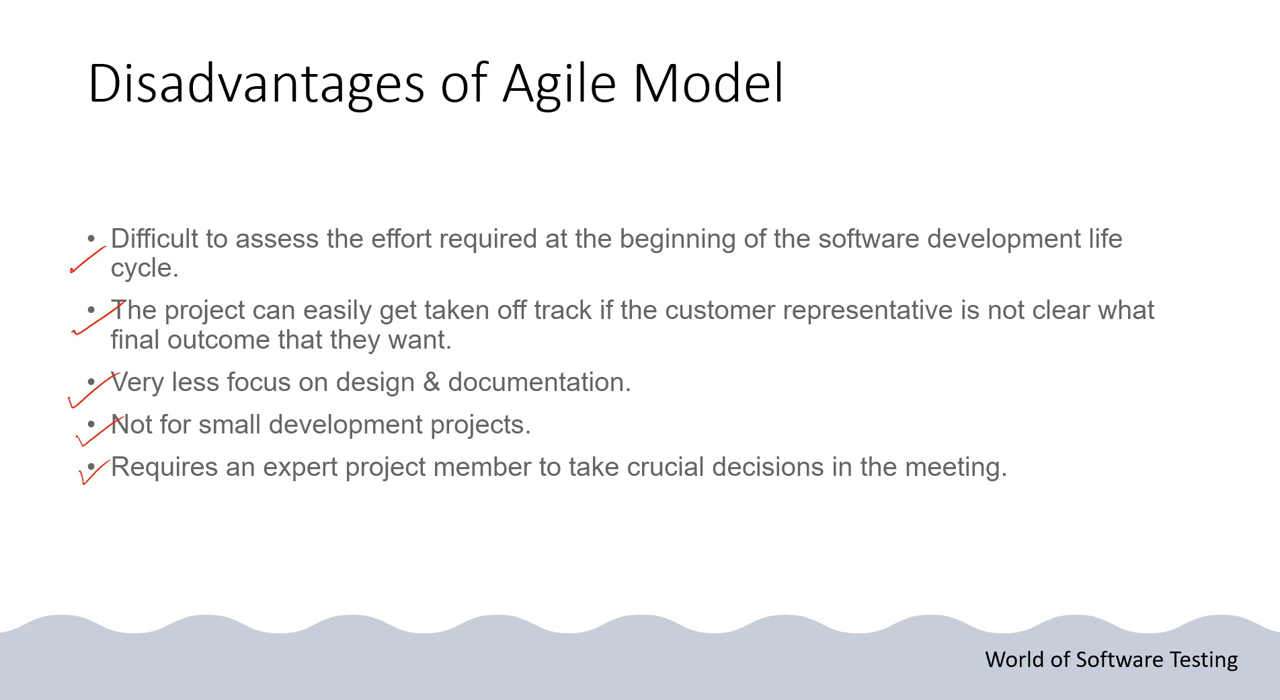 Disadvantages of Agile Model
• Difficult to assess the effort required at the beginning of the software development life
cycle.
• The project can easily get taken off track if the customer representative is not clear what
final outcome that they want.
• Very less focus on design & documentation.
• Not for small development projects.
• Requires an expert project member to take crucial decisions in the meeting.
World of Software Testing